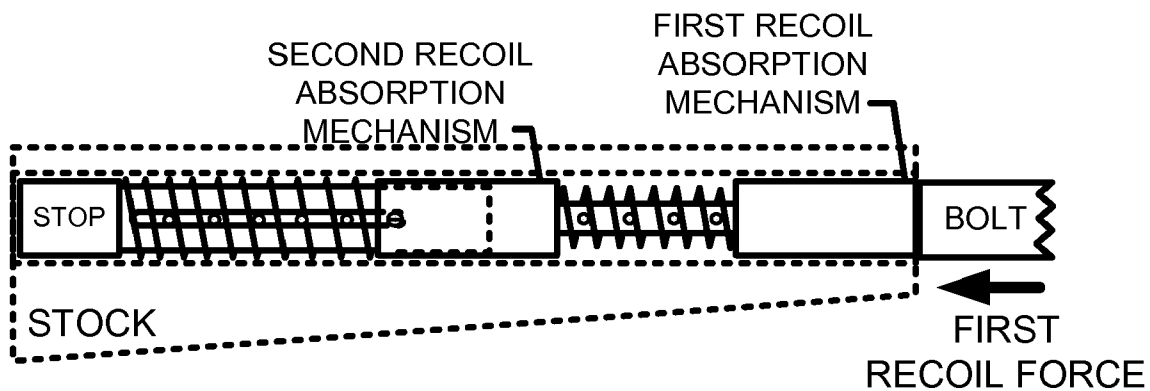 FIRST RECOIL
ABSORPTION
MECHANISM
SECOND RECOIL
ABSORPTION
MECHANISM
STOP
BOLT
STOCK
FIRST
RECOIL FORCE